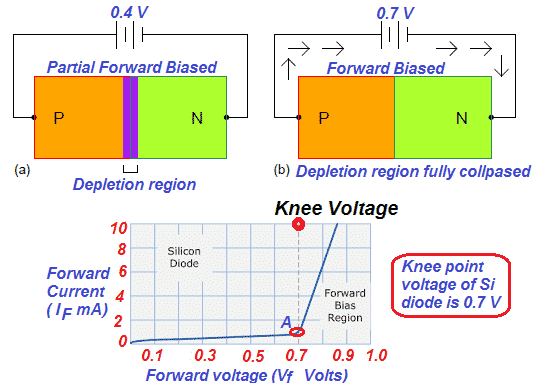 0.4 V
Partial Forward Biased
P
N
(a)
Depletion region
0.7 V
Forward Biased
P
N
(b)
Depletion region fully collpased
Knee Voltage
10
8
6
4
2
0
Forward
Current
( IF mA)
Silicon
Diode
A
Forward
Bias
Region
0.1 0.3 0.5 0.7 0.9 1.0
Forward voltage (Vf Volts)
Knee point
voltage of Si
diode is 0.7 V